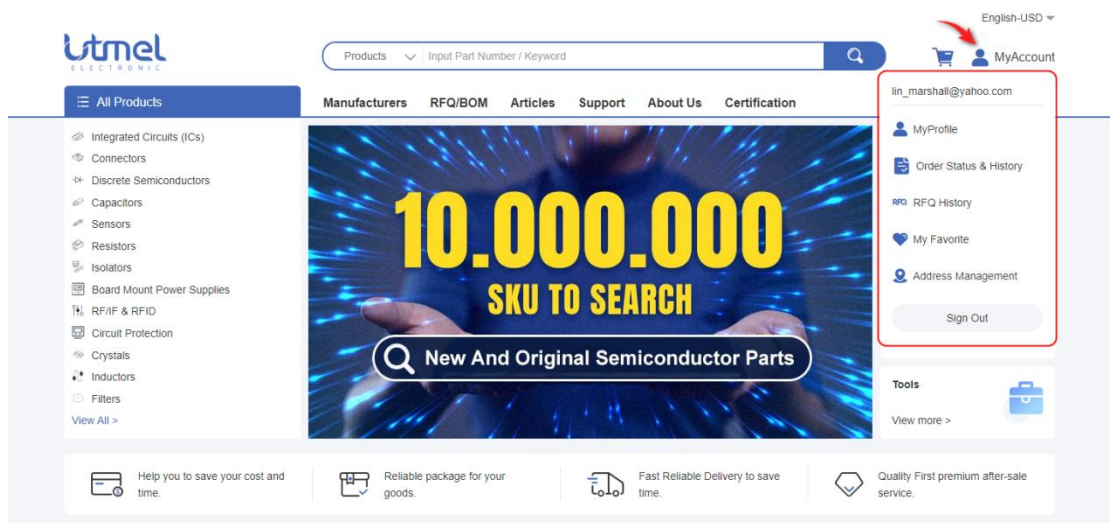 English-USD
Utmel
ELECTRONIC
Products
Input Part Number / Keyword
MyAccount
All Products
Manufacturers
RFQ/BOM
Articles
Support
About Us
Certification
lin_marshall@yahoo.com
MyProfile
Order Status & History
RFQ RFQ History
My Favorite
Address Management
Sign Out
Integrated Circuits (ICs)
Connectors
Discrete Semiconductors
Capacitors
Sensors
Resistors
Isolators
Board Mount Power Supplies
RF/IF & RFID
Circuit Protection
Crystals
Inductors
Filters
View All >
10.000.000
SKU TO SEARCH
New And Original Semiconductor Parts
Tools
View more >
Help you to save your cost and
time.
Reliable package for your
goods.
Fast Reliable Delivery to save
time.
Quality First premium after-sale
service.